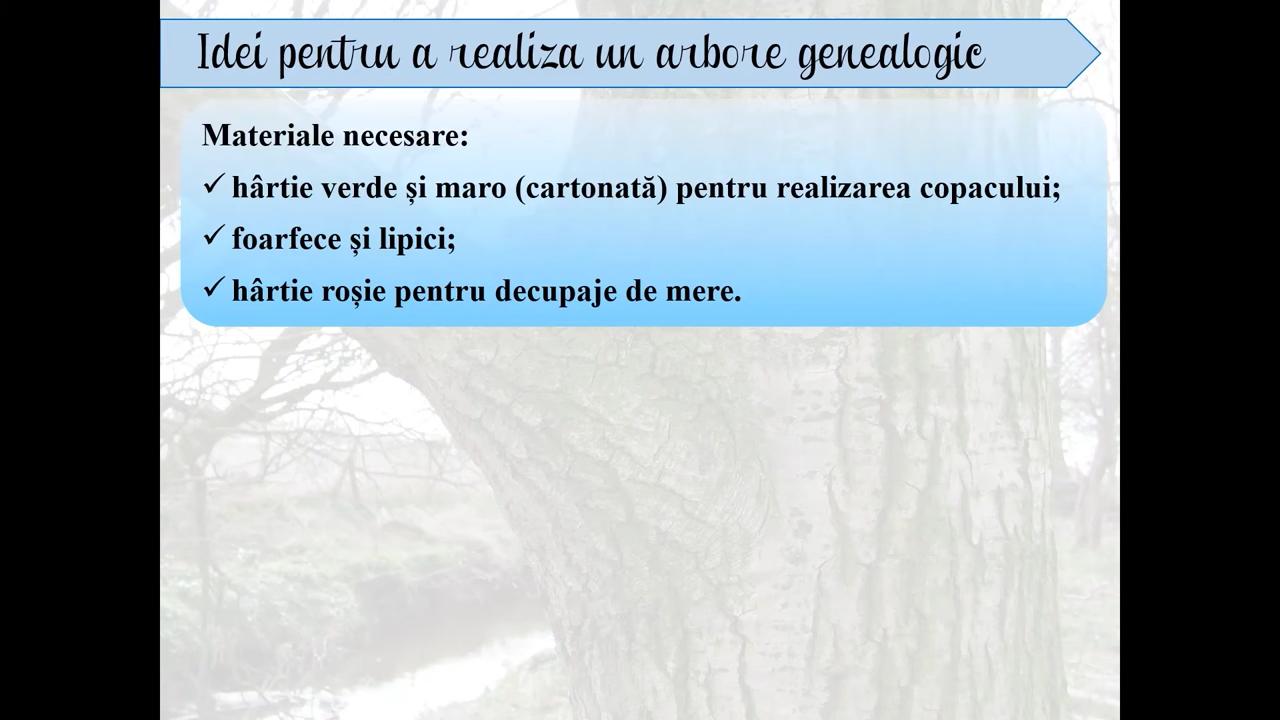 Idei pentru a realiza un arbore genealogic
Materiale necesare:
✓ hârtie verde și maro (cartonată) pentru realizarea copacului;
✓ foarfece și lipici;
✓ hârtie roșie pentru decupaje de mere.